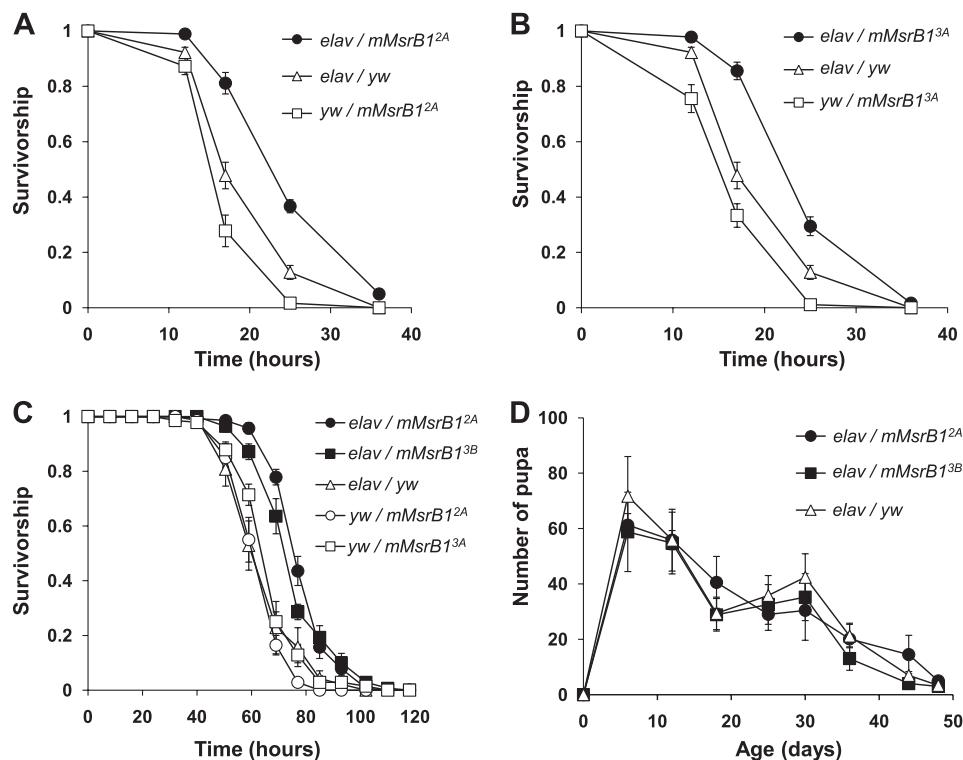 A
1
0.8
0.6
0.4
0.2
0
Survivorship
0 10 20 30 40
Time (hours)
elav / mMsrB1^2A
elav / yw
yw / mMsrB1^2A
B
1
0.8
0.6
0.4
0.2
0
Survivorship
0 10 20 30 40
Time (hours)
elav / mMsrB1^3A
elav / yw
yw / mMsrB1^3A
C
1
0.8
0.6
0.4
0.2
0
Survivorship
0 20 40 60 80 100 120
Time (hours)
elav / mMsrB1^2A
elav / mMsrB1^3B
elav / yw
yw / mMsrB1^2A
yw / mMsrB1^3A
D
100
80
60
40
20
0
Number of pupa
0 10 20 30 40 50
Age (days)
elav / mMsrB1^2A
elav / mMsrB1^3B
elav / yw